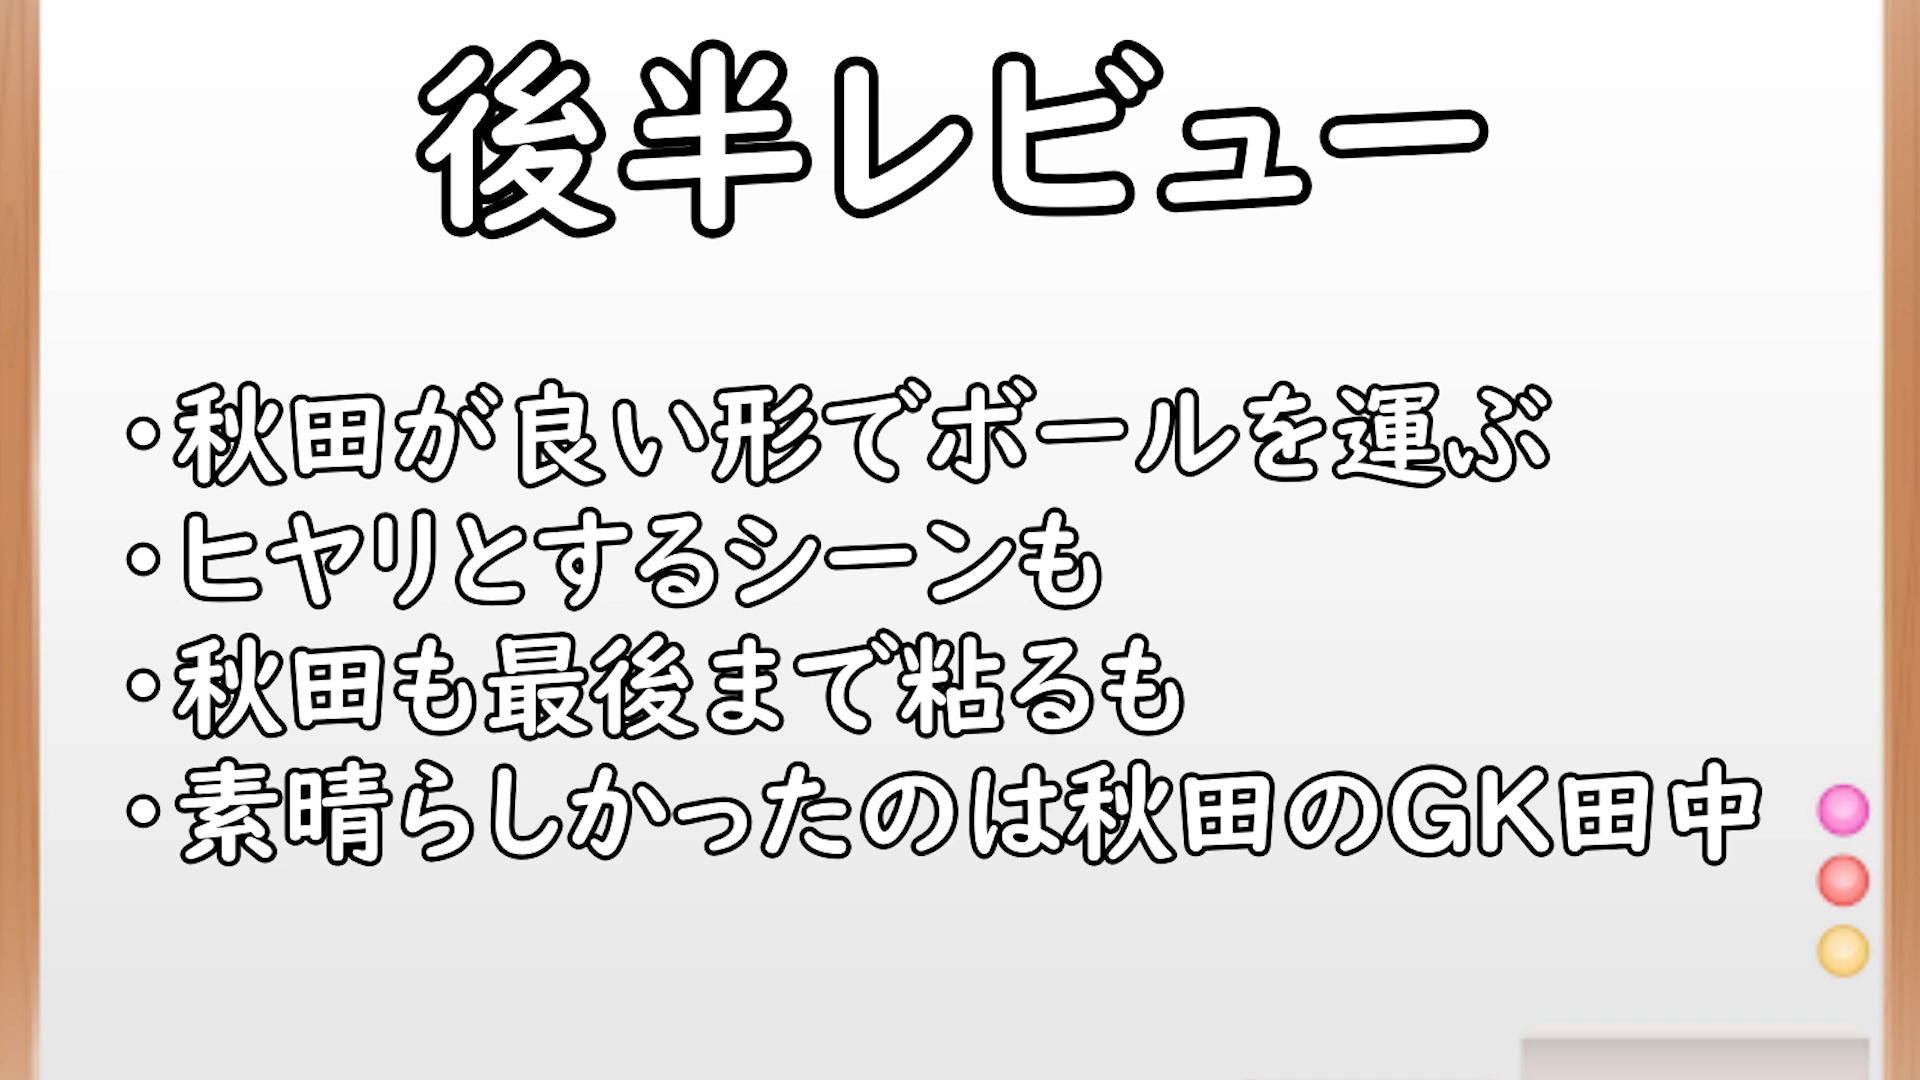 後半レビュー
・秋田が良い形でボールを運ぶ
・ヒヤリとするシーンも
・秋田も最後まで粘るも
・素晴らしかったのは秋田のGK田中